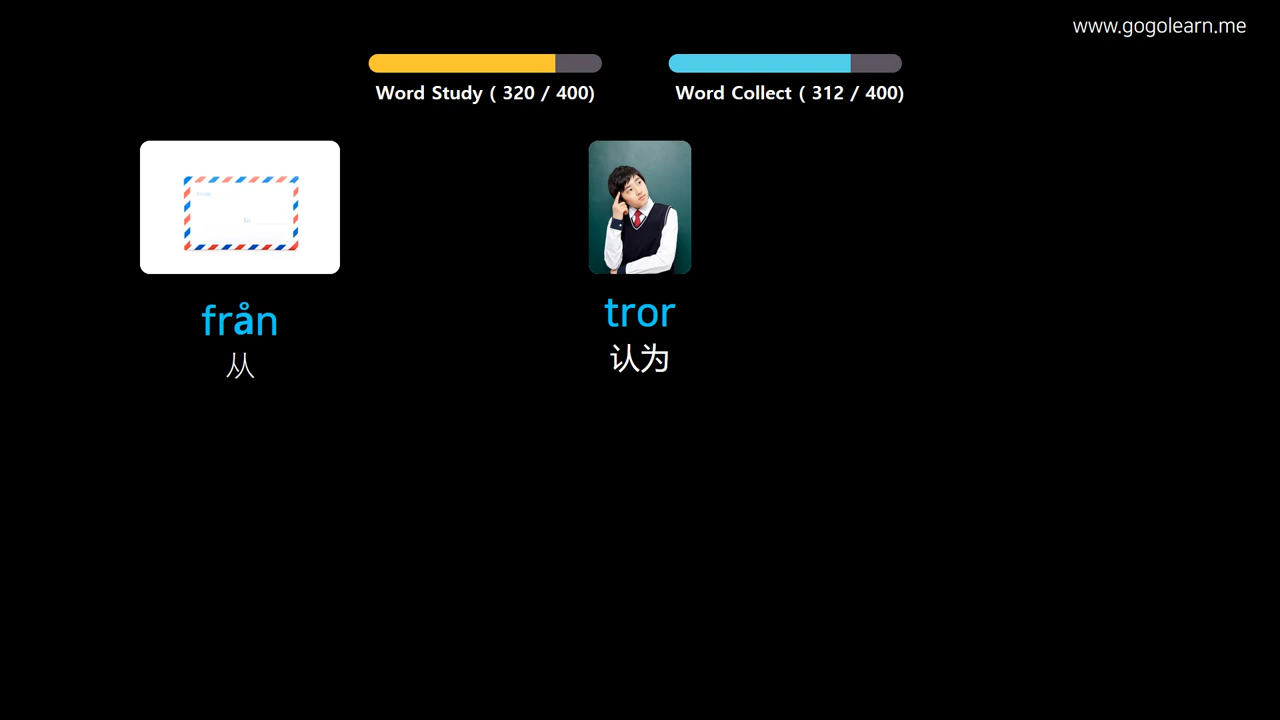 www.gogolearn.me
Word Study ( 320 / 400)
Word Collect ( 312 / 400)
från
从
tror
认为